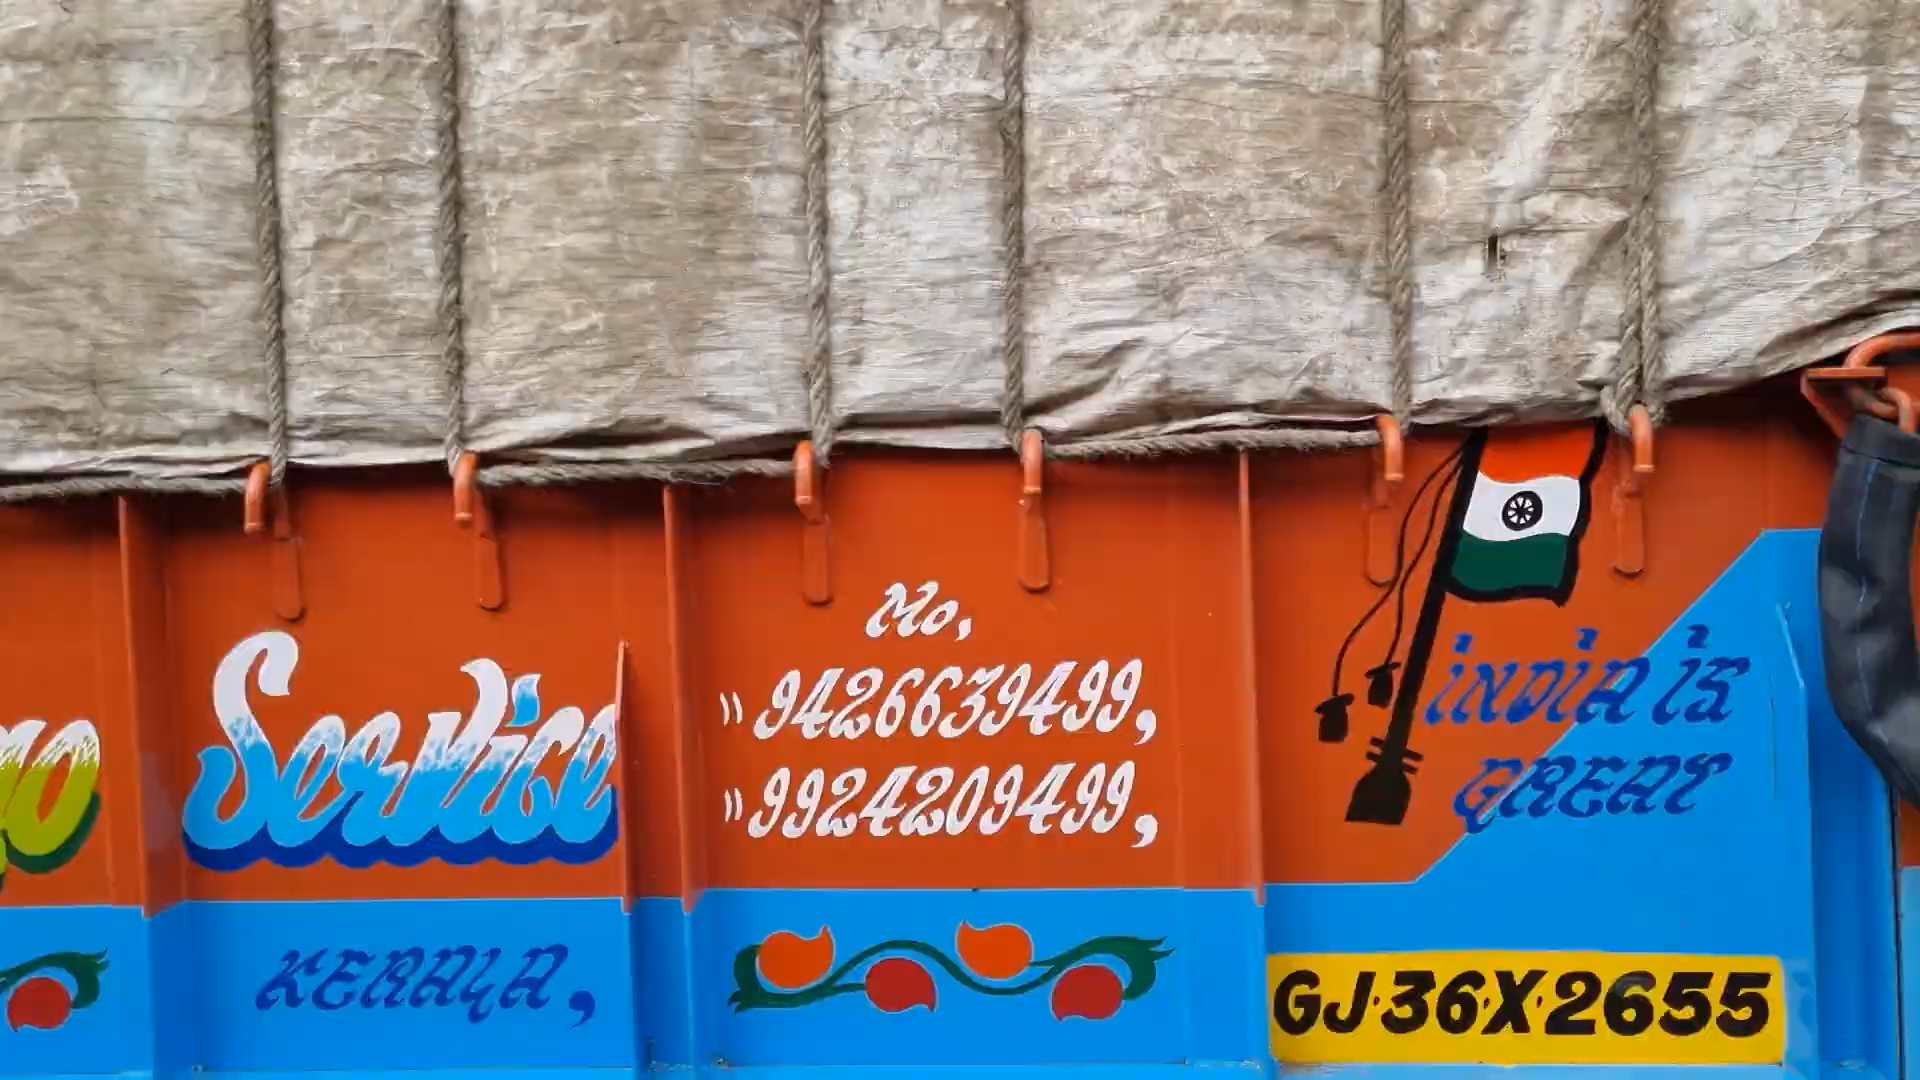 Service
Mo,
" 9426639499,
" 9924209499,
iNDiA iS
GREAT
KERALA,
GJ·36·X·2655